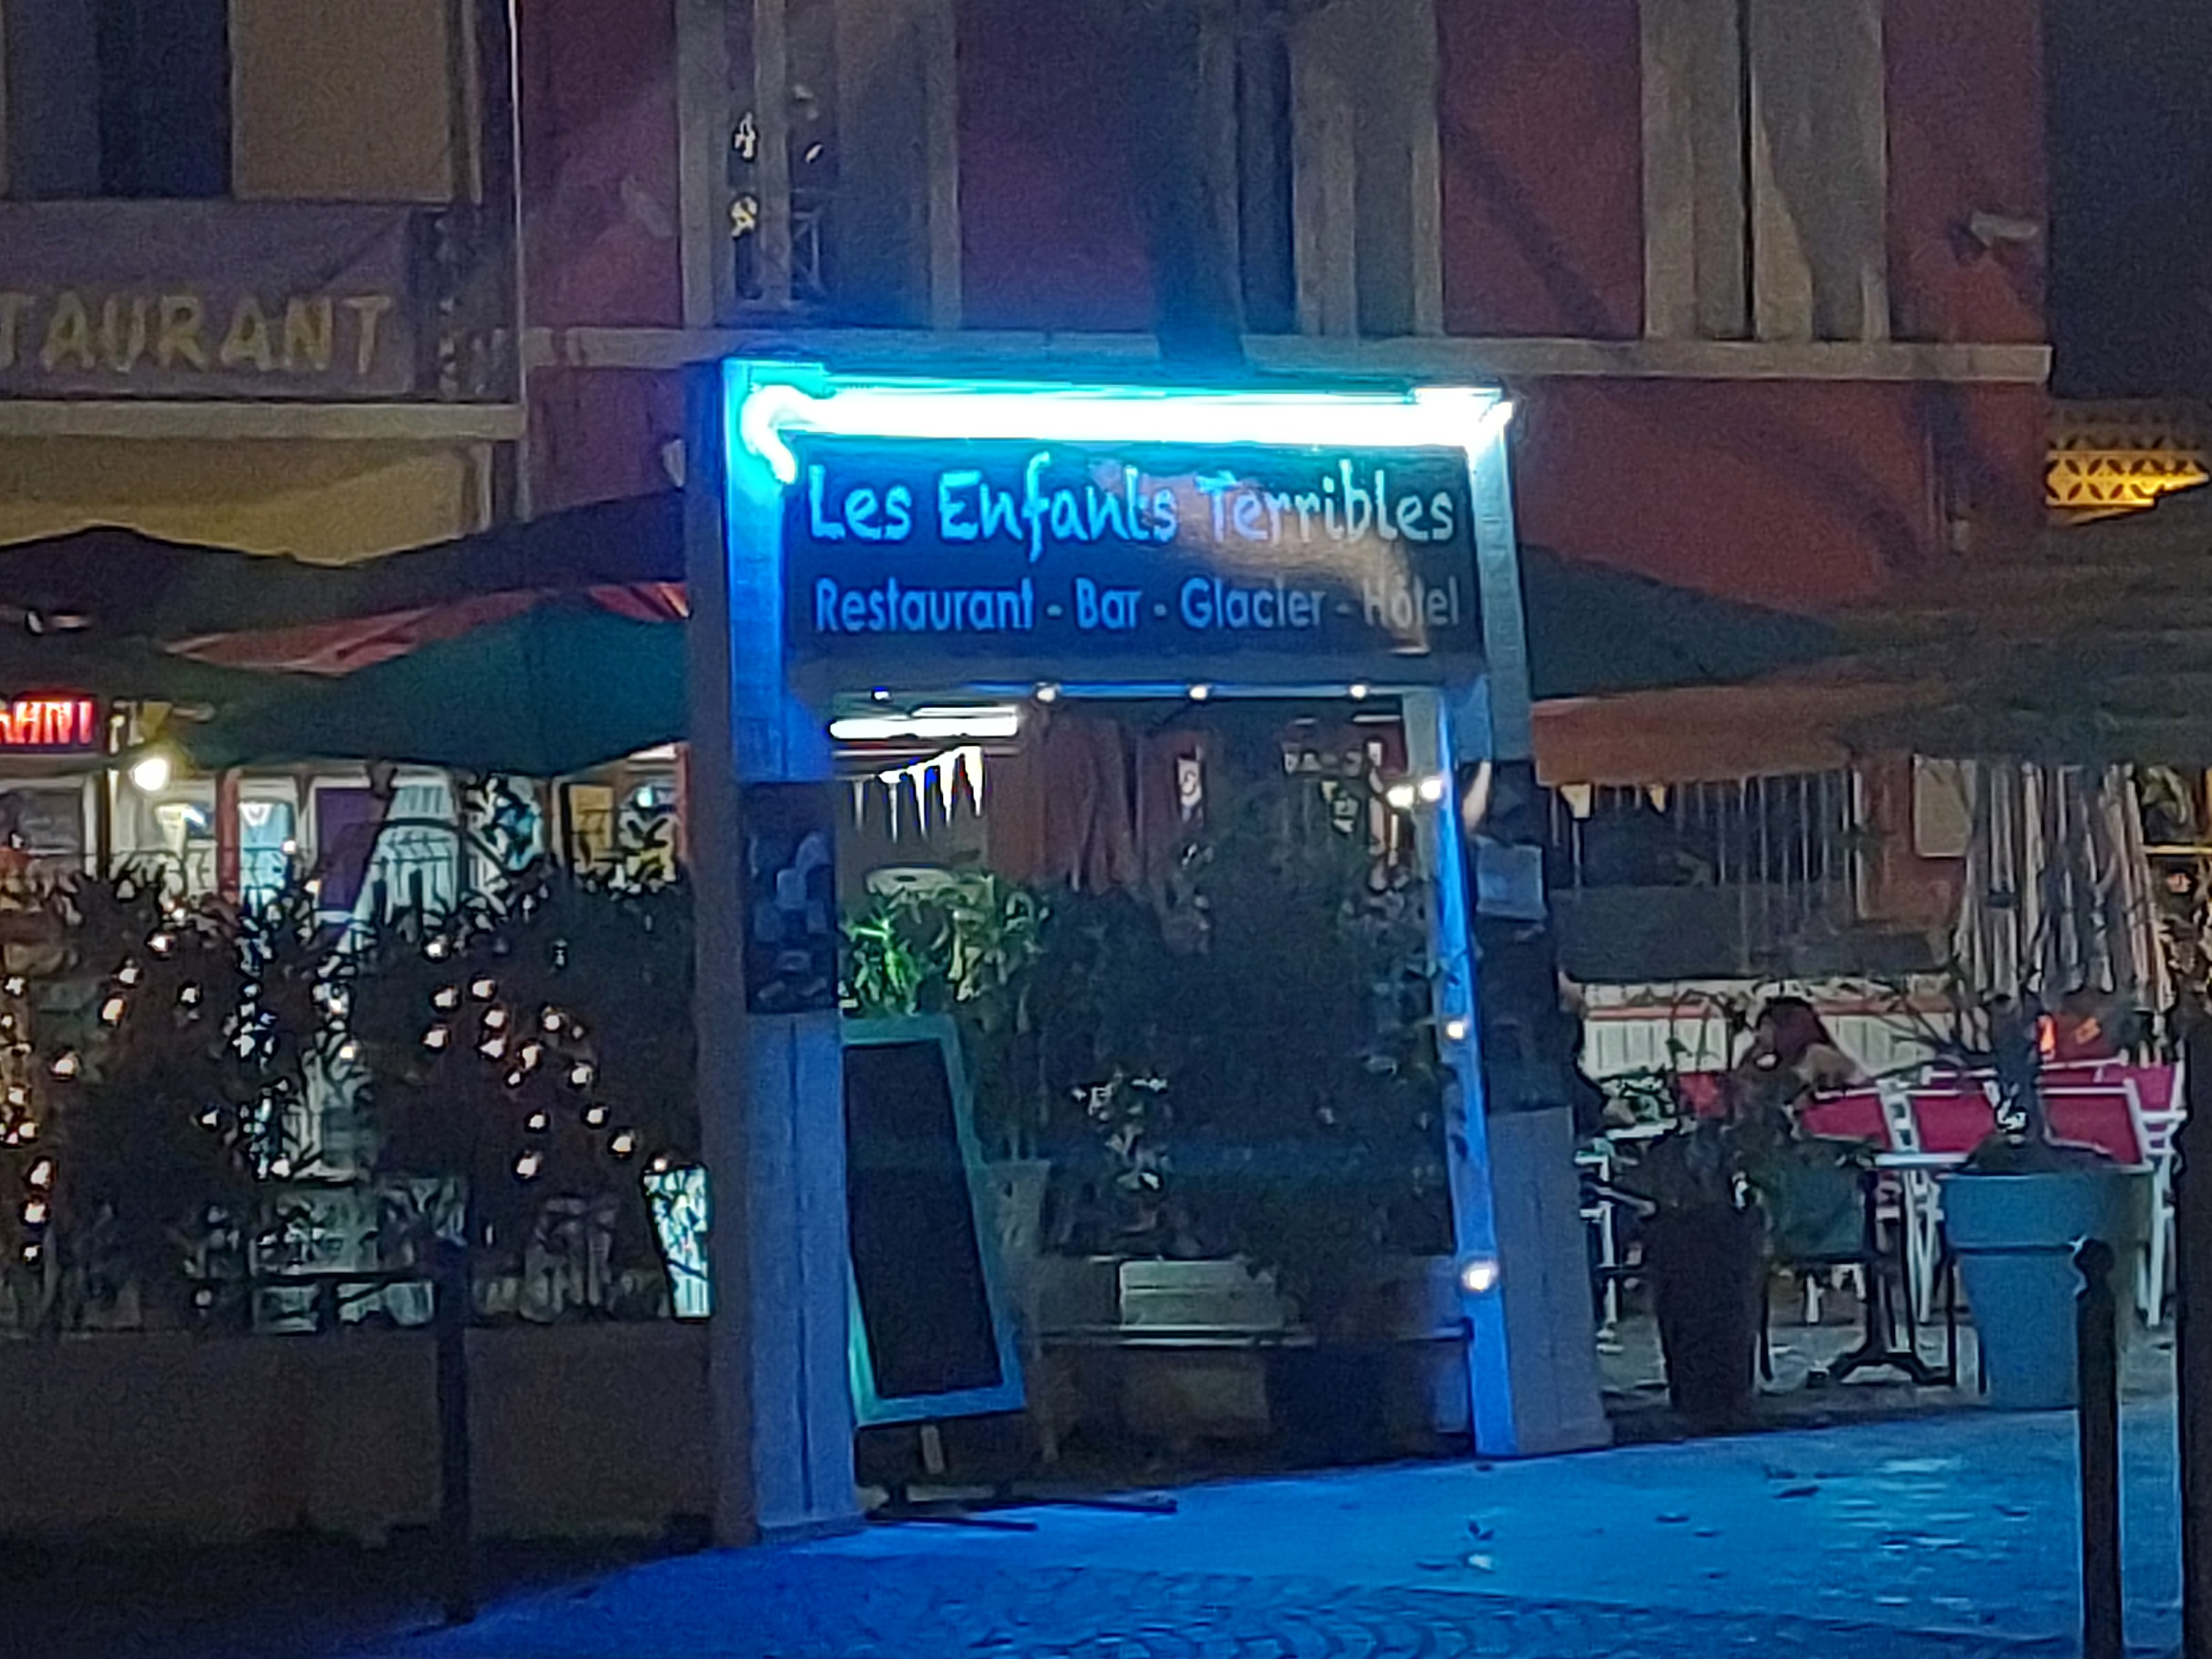 TAURANT
Les Enfants Terribles
Restaurant - Bar - Glacier - Hôtel